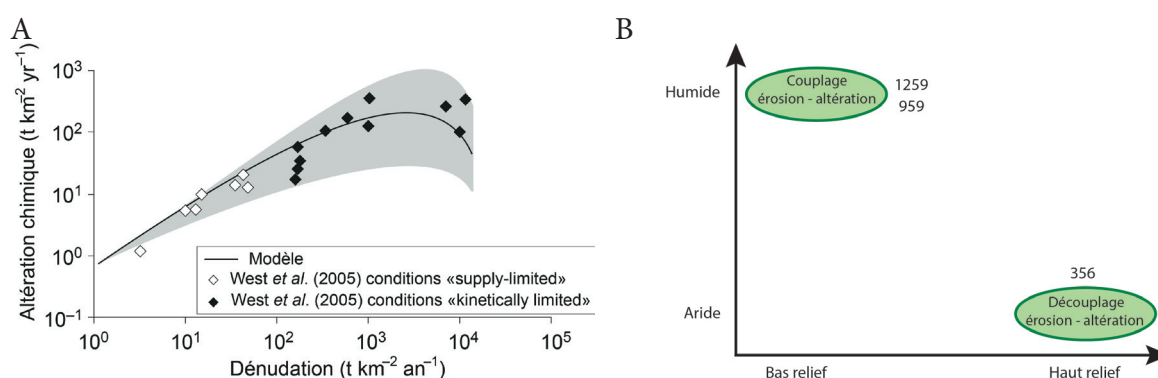 A
Altération chimique (t km⁻² yr⁻¹)
10³
10²
10¹
10⁰
10⁻¹
10⁰
10¹
10²
10³
10⁴
10⁵
Dénudation (t km⁻² an⁻¹)
Modèle
West et al. (2005) conditions «supply-limited»
West et al. (2005) conditions «kinetically limited»
B
Humide
Aride
Couplage
érosion - altération
1259
959
356
Découplage
érosion - altération
Bas relief
Haut relief